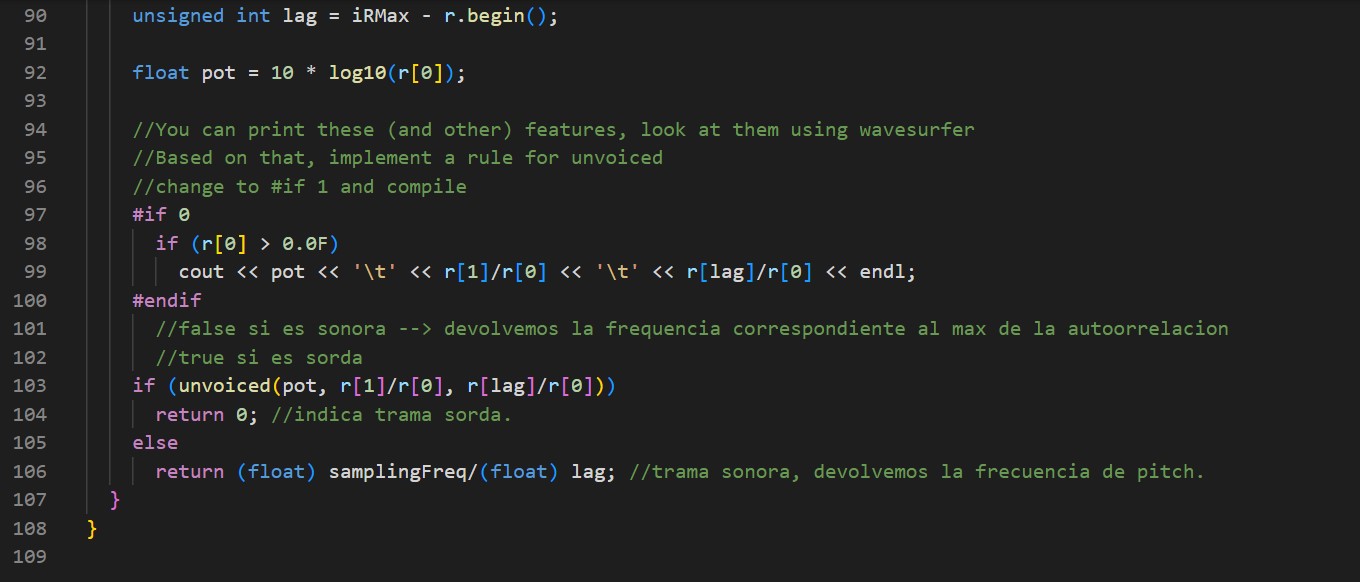 90 unsigned int lag = iRMax - r.begin();
91
92 float pot = 10 * log10(r[0]);
93
94 //You can print these (and other) features, look at them using wavesurfer
95 //Based on that, implement a rule for unvoiced
96 //change to #if 1 and compile
97 #if 0
98 if (r[0] > 0.0F)
99 cout << pot << '\t' << r[1]/r[0] << '\t' << r[lag]/r[0] << endl;
100 #endif
101 //false si es sonora --> devolvemos la frequencia correspondiente al max de la autoorrelacion
102 //true si es sorda
103 if (unvoiced(pot, r[1]/r[0], r[lag]/r[0]))
104 return 0; //indica trama sorda.
105 else
106 return (float) samplingFreq/(float) lag; //trama sonora, devolvemos la frecuencia de pitch.
107 }
108 }
109